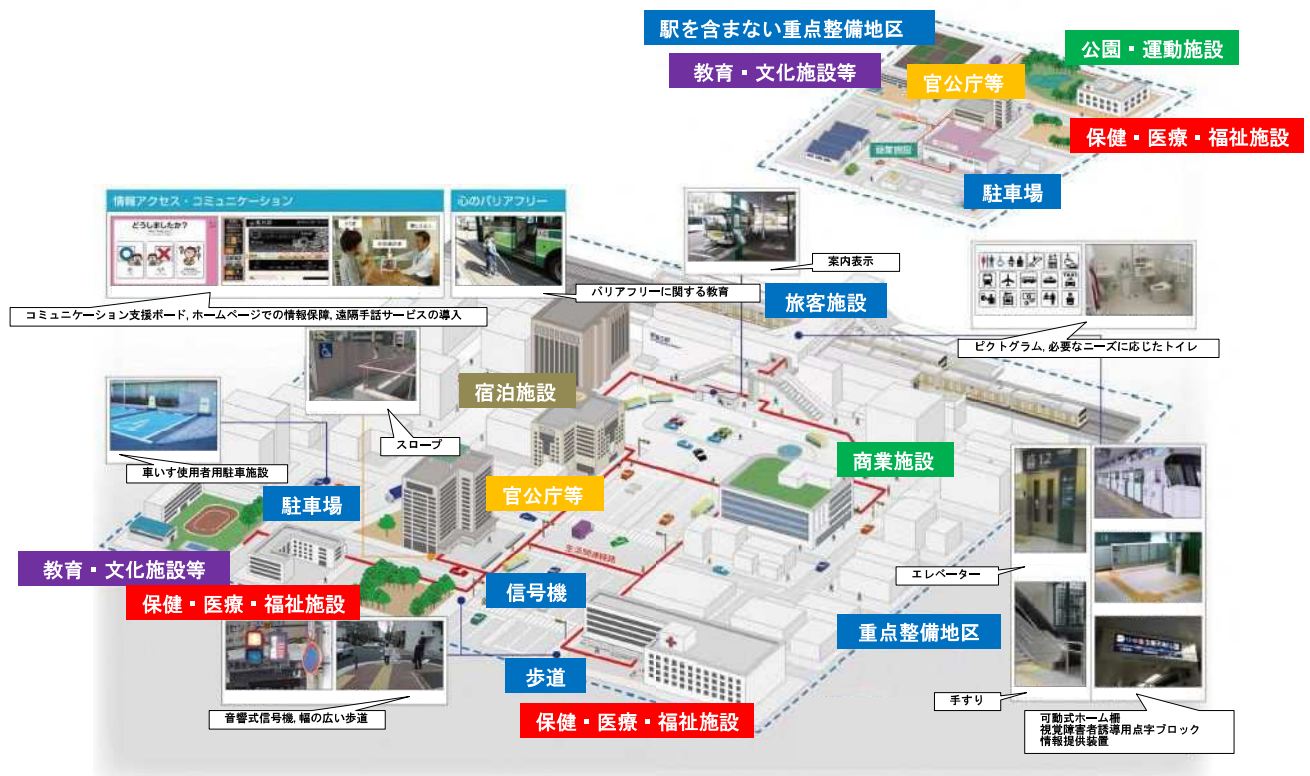 駅を含まない重点整備地区
公園・運動施設
教育・文化施設等
官公庁等
保健・医療・福祉施設
商業施設
駐車場
情報アクセス・コミュニケーション
心のバリアフリー
どうしましたか?
案内表示
バリアフリーに関する教育
旅客施設
コミュニケーション支援ボード, ホームページでの情報保障, 遠隔手話サービスの導入
ピクトグラム, 必要なニーズに応じたトイレ
宿泊施設
スロープ
車いす使用者用駐車施設
商業施設
駐車場
官公庁等
生活関連経路
教育・文化施設等
エレベーター
信号機
保健・医療・福祉施設
重点整備地区
歩道
手すり
音響式信号機, 幅の広い歩道
保健・医療・福祉施設
可動式ホーム柵
視覚障害者誘導用点字ブロック
情報提供装置